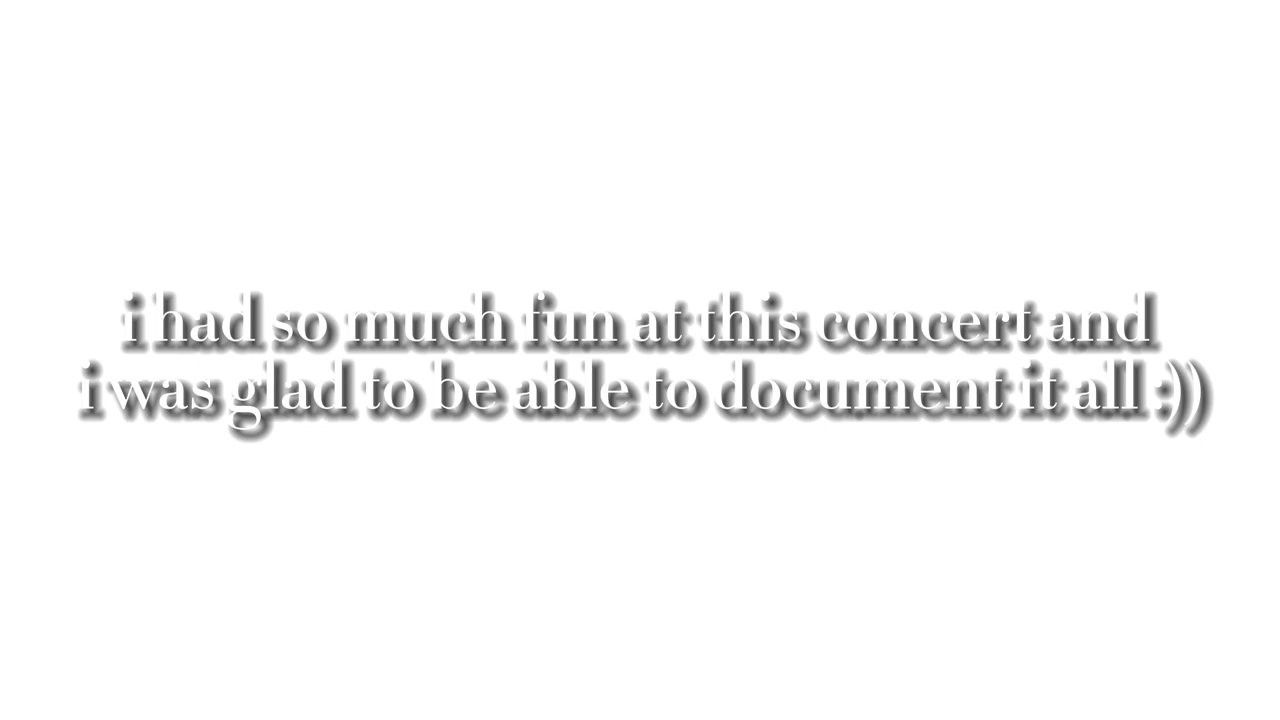 i had so much fun at this concert and
i was glad to be able to document it all :))